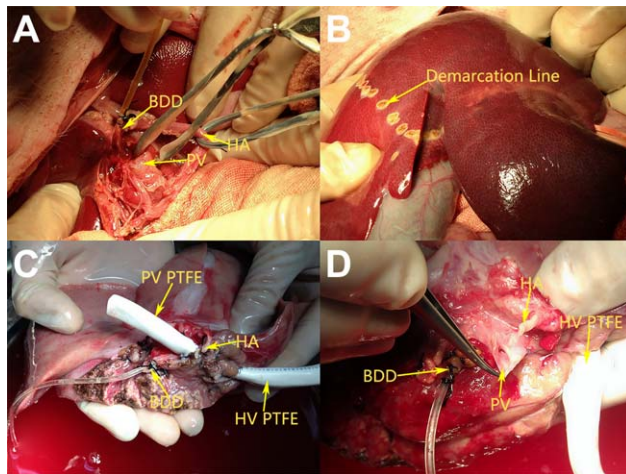 A
BDD
HA
PV
B
Demarcation Line
C
PV PTFE
HA
BDD
HV PTFE
D
HA
HV PTFE
BDD
PV